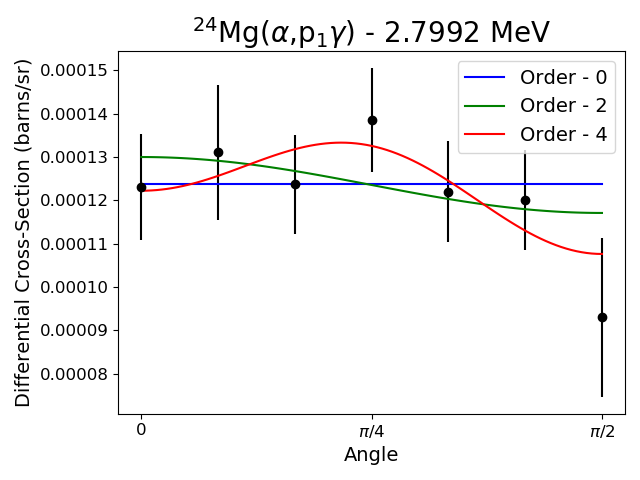 ²⁴Mg(α,p₁γ) - 2.7992 MeV
Differential Cross-Section (barns/sr)
0.00015
0.00014
0.00013
0.00012
0.00011
0.00010
0.00009
0.00008
Order - 0
Order - 2
Order - 4
0
π/4
π/2
Angle